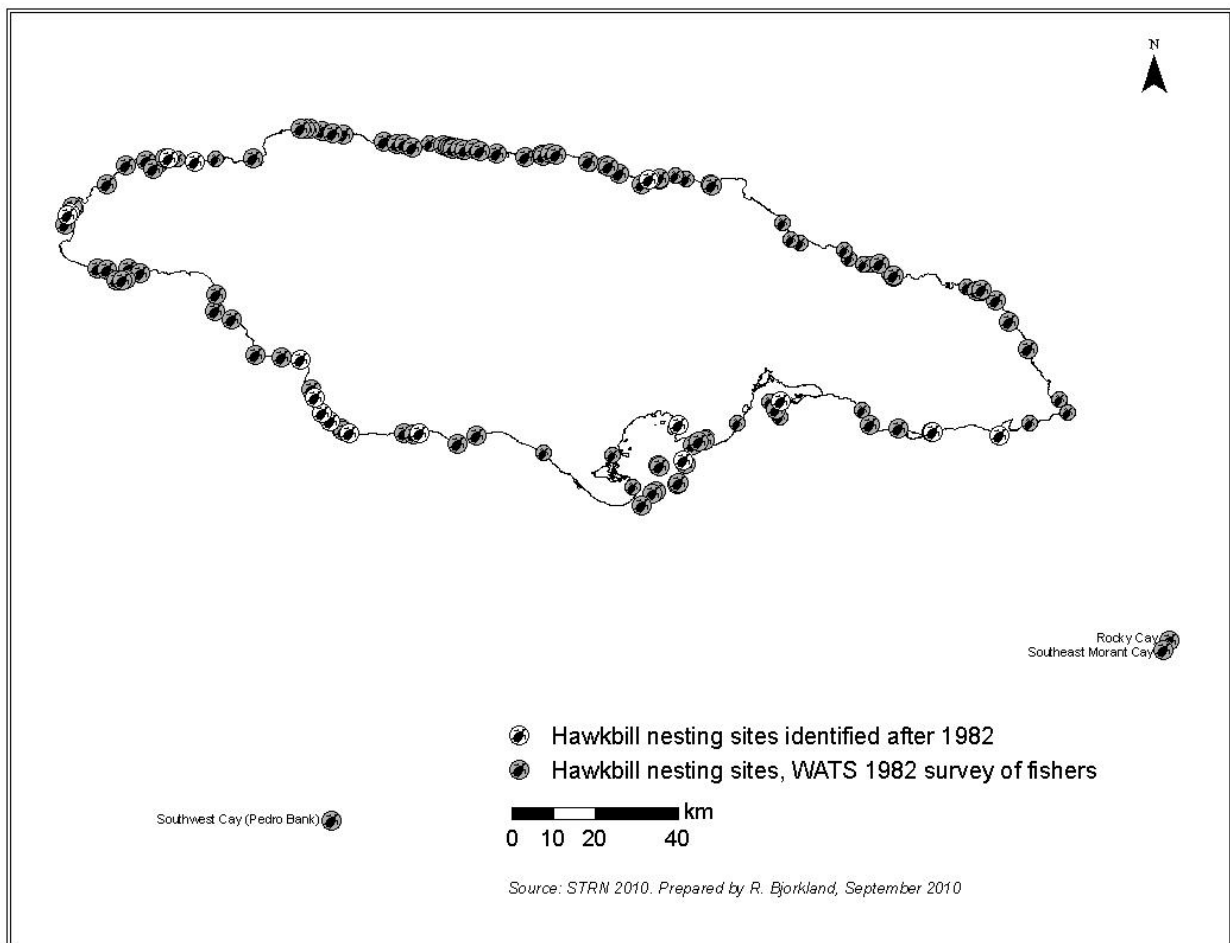 N
Rocky Cay
Southeast Morant Cay
Hawkbill nesting sites identified after 1982
Hawkbill nesting sites, WATS 1982 survey of fishers
km
0 10 20 40
Southwest Cay (Pedro Bank)
Source: STRN 2010. Prepared by R. Bjorkland, September 2010